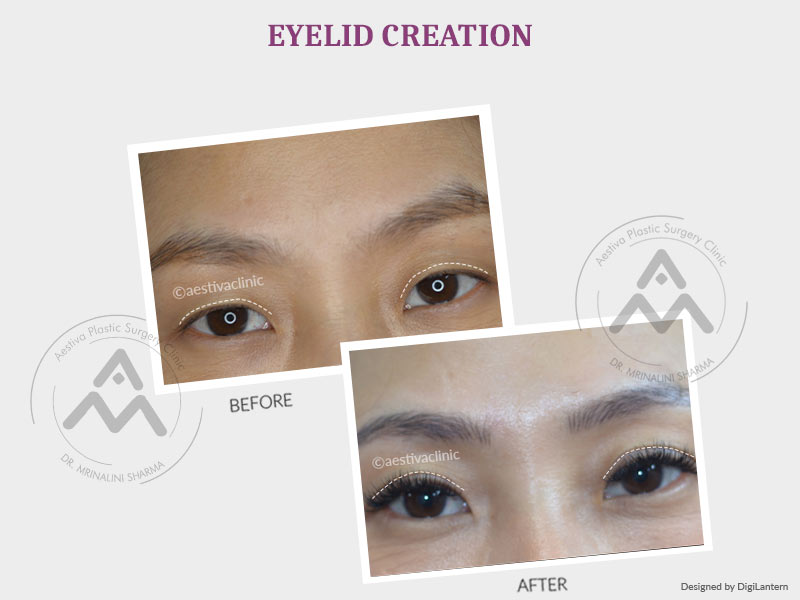 EYELID CREATION
©aestivaclinic
BEFORE
Aestiva Plastic Surgery Clinic
DR. MRINALINI SHARMA
Aestiva Plastic Surgery Clinic
DR. MRINALINI SHARMA
©aestivaclinic
AFTER
Designed by DigiLantern